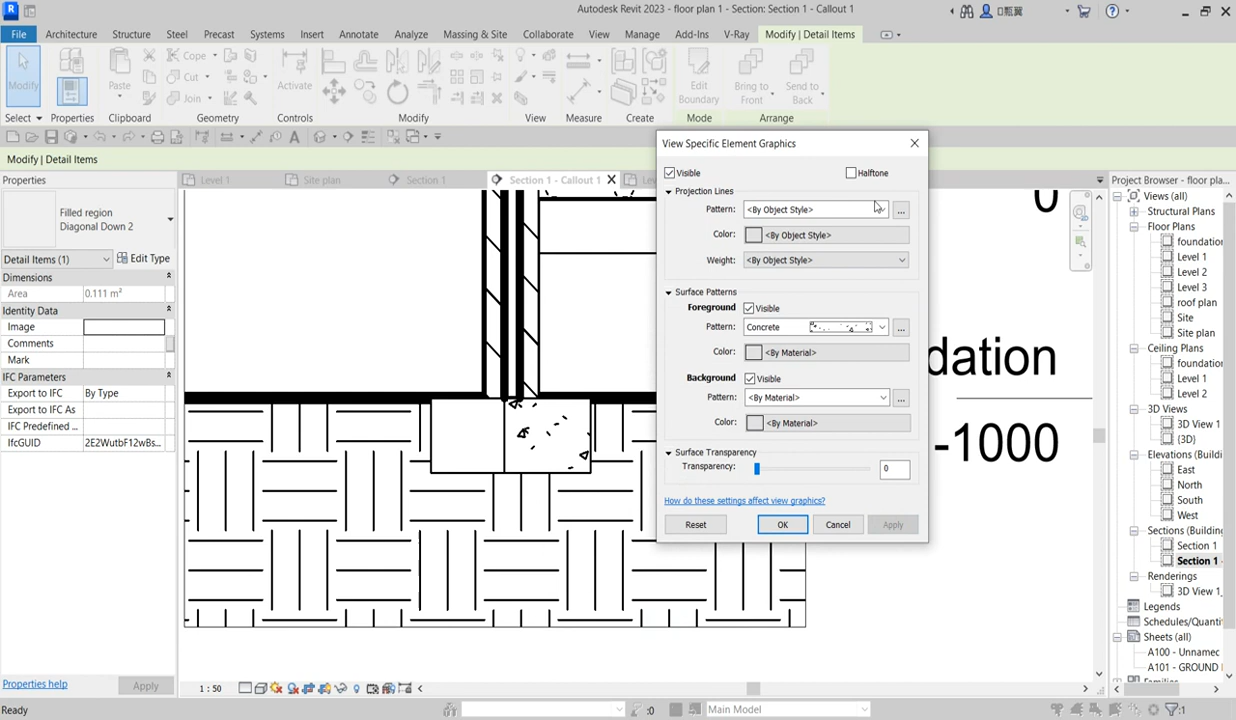 Autodesk Revit 2023 - floor plan 1 - Section: Section 1 - Callout 1
File Architecture Structure Steel Precast Systems Insert Annotate Analyze Massing & Site Collaborate View Manage Add-Ins V-Ray Modify | Detail Items
Modify Paste Cope Cut Join Activate Edit Boundary Bring to Front Send to Back
Select Properties Clipboard Geometry Controls Modify View Measure Create Mode Arrange
Modify | Detail Items
Properties
Filled region
Diagonal Down 2
Detail Items (1) Edit Type
Dimensions
Area 0.111 m²
Identity Data
Image
Comments
Mark
IFC Parameters
Export to IFC By Type
Export to IFC As
IFC Predefined ...
IfcGUID 2E2WutbF12wBs...
Properties help Apply
Level 1 Site plan Section 1 Section 1 - Callout 1
View Specific Element Graphics
Visible Halftone
Projection Lines
Pattern: <By Object Style> ...
Color: <By Object Style>
Weight: <By Object Style>
Surface Patterns
Foreground Visible
Pattern: Concrete ...
Color: <By Material>
Background Visible
Pattern: <By Material> ...
Color: <By Material>
Surface Transparency
Transparency: 0
How do these settings affect view graphics?
Reset OK Cancel Apply
0
dation
-1000
Project Browser - floor pla...
Views (all)
Structural Plans
Floor Plans
foundation
Level 1
Level 2
Level 3
roof plan
Site
Site plan
Ceiling Plans
foundation
Level 1
Level 2
3D Views
3D View 1
(3D)
Elevations (Buildi
East
North
South
West
Sections (Building
Section 1
Section 1 -
Renderings
3D View 1_
Legends
Schedules/Quantit
Sheets (all)
A100 - Unnamec
A101 - GROUND
1 : 50
Ready :0 Main Model :1